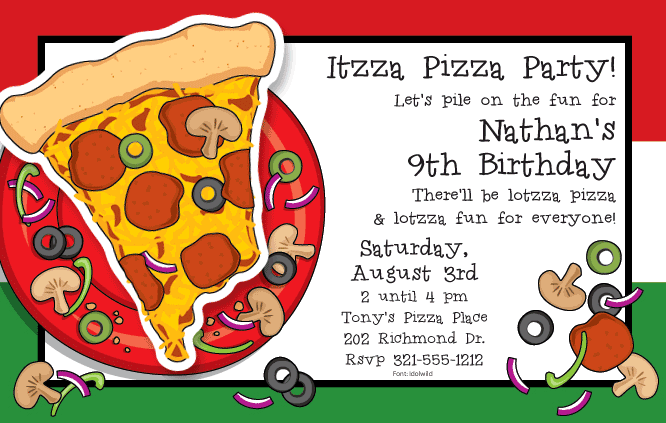 Itzza Pizza Party!
Let's pile on the fun for
Nathan's
9th Birthday
There'll be lotzza pizza
& lotzza fun for everyone!
Saturday,
August 3rd
2 until 4 pm
Tony's Pizza Place
202 Richmond Dr.
Rsvp 321-555-1212
Font: Idolwild